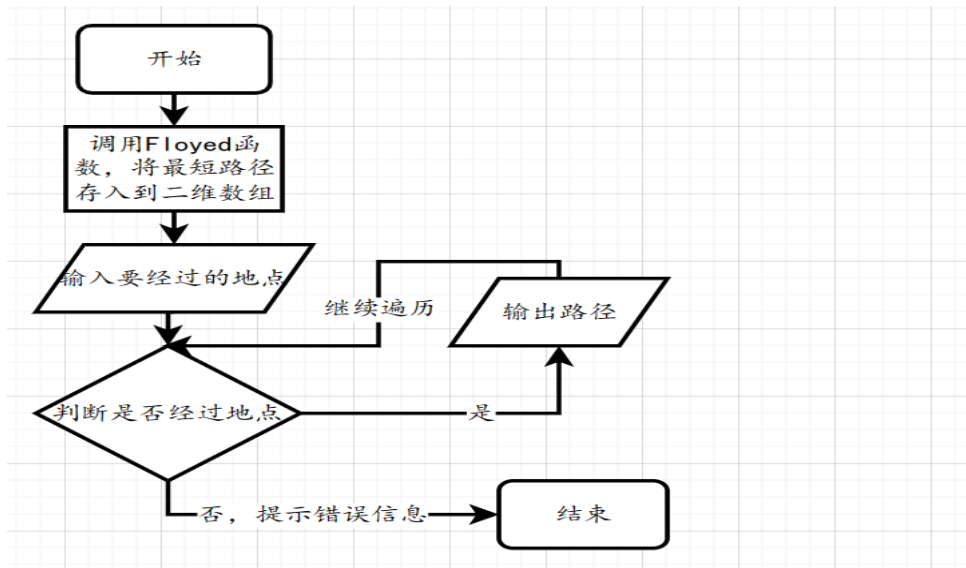 开始
调用Floyed函
数，将最短路径
存入到二维数组
输入要经过的地点
继续遍历
输出路径
判断是否经过地点
是
否，提示错误信息
结束